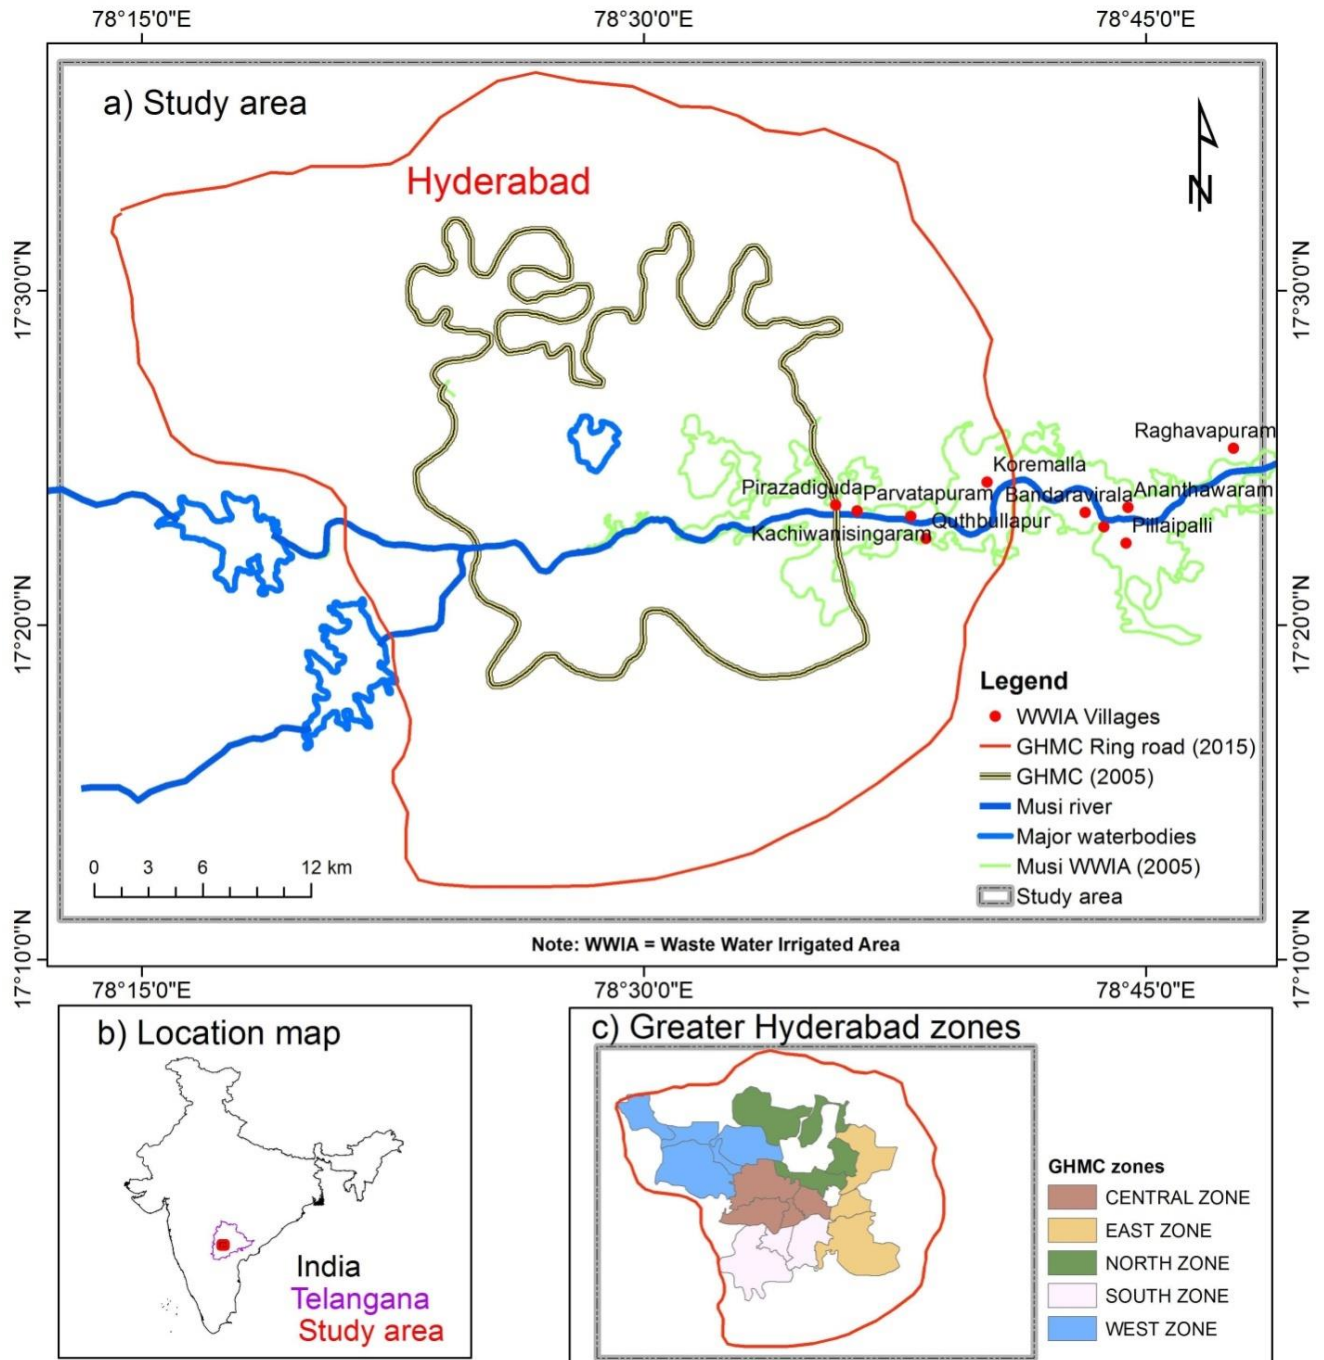 78°15'0"E
78°30'0"E
78°45'0"E
a) Study area
N
Hyderabad
17°30'0"N
17°30'0"N
Raghavapuram
Koremalla
Pirazadiguda
Parvatapuram
Bandaravirala
Ananthawaram
Kachiwanisingaram
Quthbullapur
Pillaipalli
17°20'0"N
17°20'0"N
Legend
WWIA Villages
GHMC Ring road (2015)
GHMC (2005)
Musi river
Major waterbodies
Musi WWIA (2005)
Study area
0 3 6 12 km
Note: WWIA = Waste Water Irrigated Area
17°10'0"N
17°10'0"N
78°15'0"E
78°30'0"E
78°45'0"E
b) Location map
India
Telangana
Study area
c) Greater Hyderabad zones
GHMC zones
CENTRAL ZONE
EAST ZONE
NORTH ZONE
SOUTH ZONE
WEST ZONE